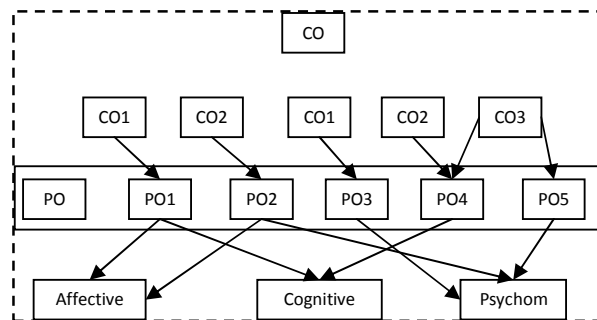 CO
CO1 CO2 CO1 CO2 CO3
PO PO1 PO2 PO3 PO4 PO5
Affective Cognitive Psychom